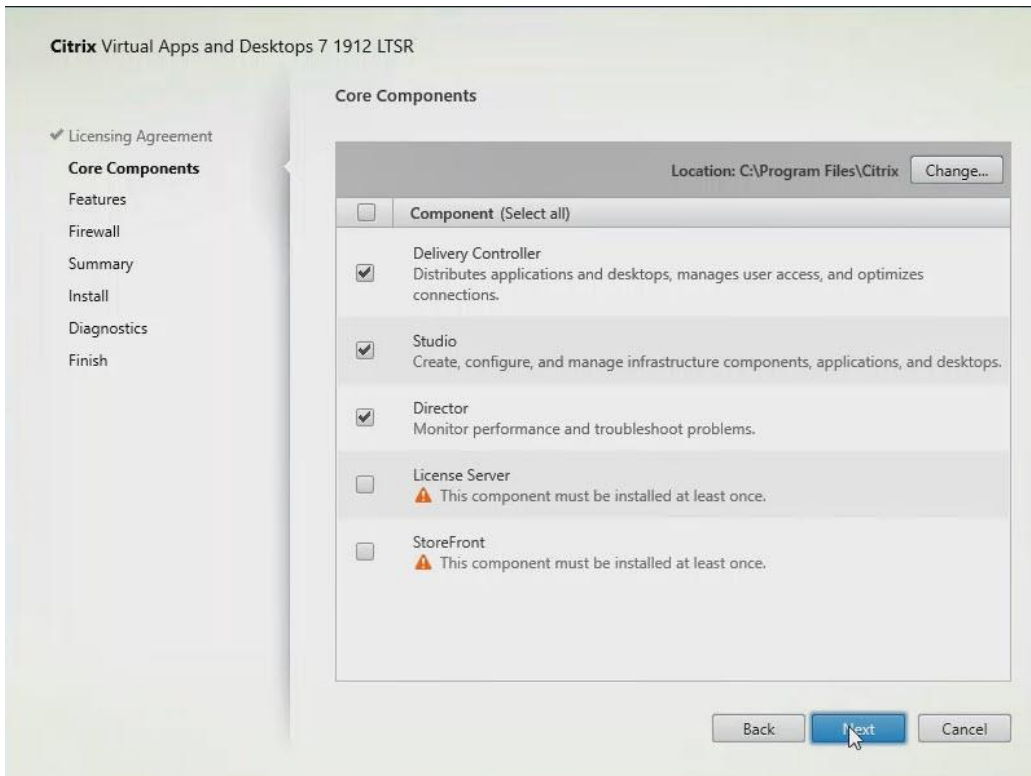 Citrix Virtual Apps and Desktops 7 1912 LTSR
Core Components
Licensing Agreement
Core Components
Features
Firewall
Summary
Install
Diagnostics
Finish
Location: C:\Program Files\Citrix
Change...
Component (Select all)
Delivery Controller
Distributes applications and desktops, manages user access, and optimizes
connections.
Studio
Create, configure, and manage infrastructure components, applications, and desktops.
Director
Monitor performance and troubleshoot problems.
License Server
This component must be installed at least once.
StoreFront
This component must be installed at least once.
Back
Next
Cancel